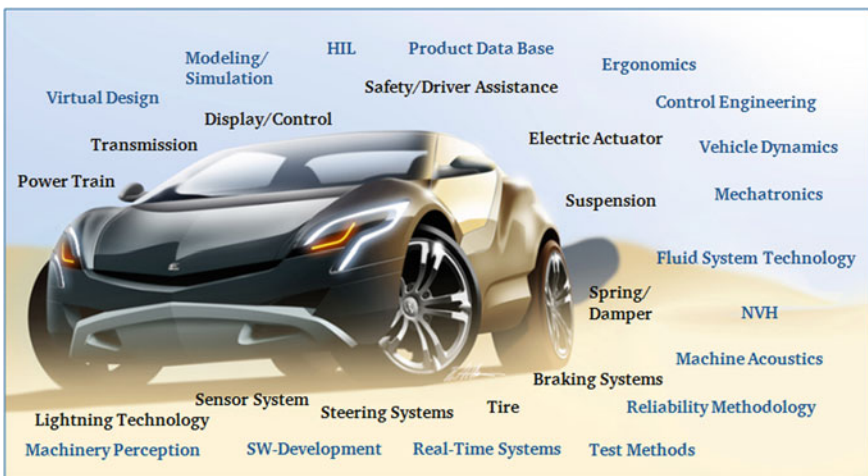 HIL
Product Data Base
Modeling/
Simulation
Ergonomics
Safety/Driver Assistance
Virtual Design
Control Engineering
Display/Control
Transmission
Electric Actuator
Vehicle Dynamics
Power Train
Mechatronics
Suspension
Fluid System Technology
Spring/
Damper
NVH
Machine Acoustics
Braking Systems
Sensor System
Steering Systems
Tire
Reliability Methodology
Lightning Technology
Machinery Perception
SW-Development
Real-Time Systems
Test Methods